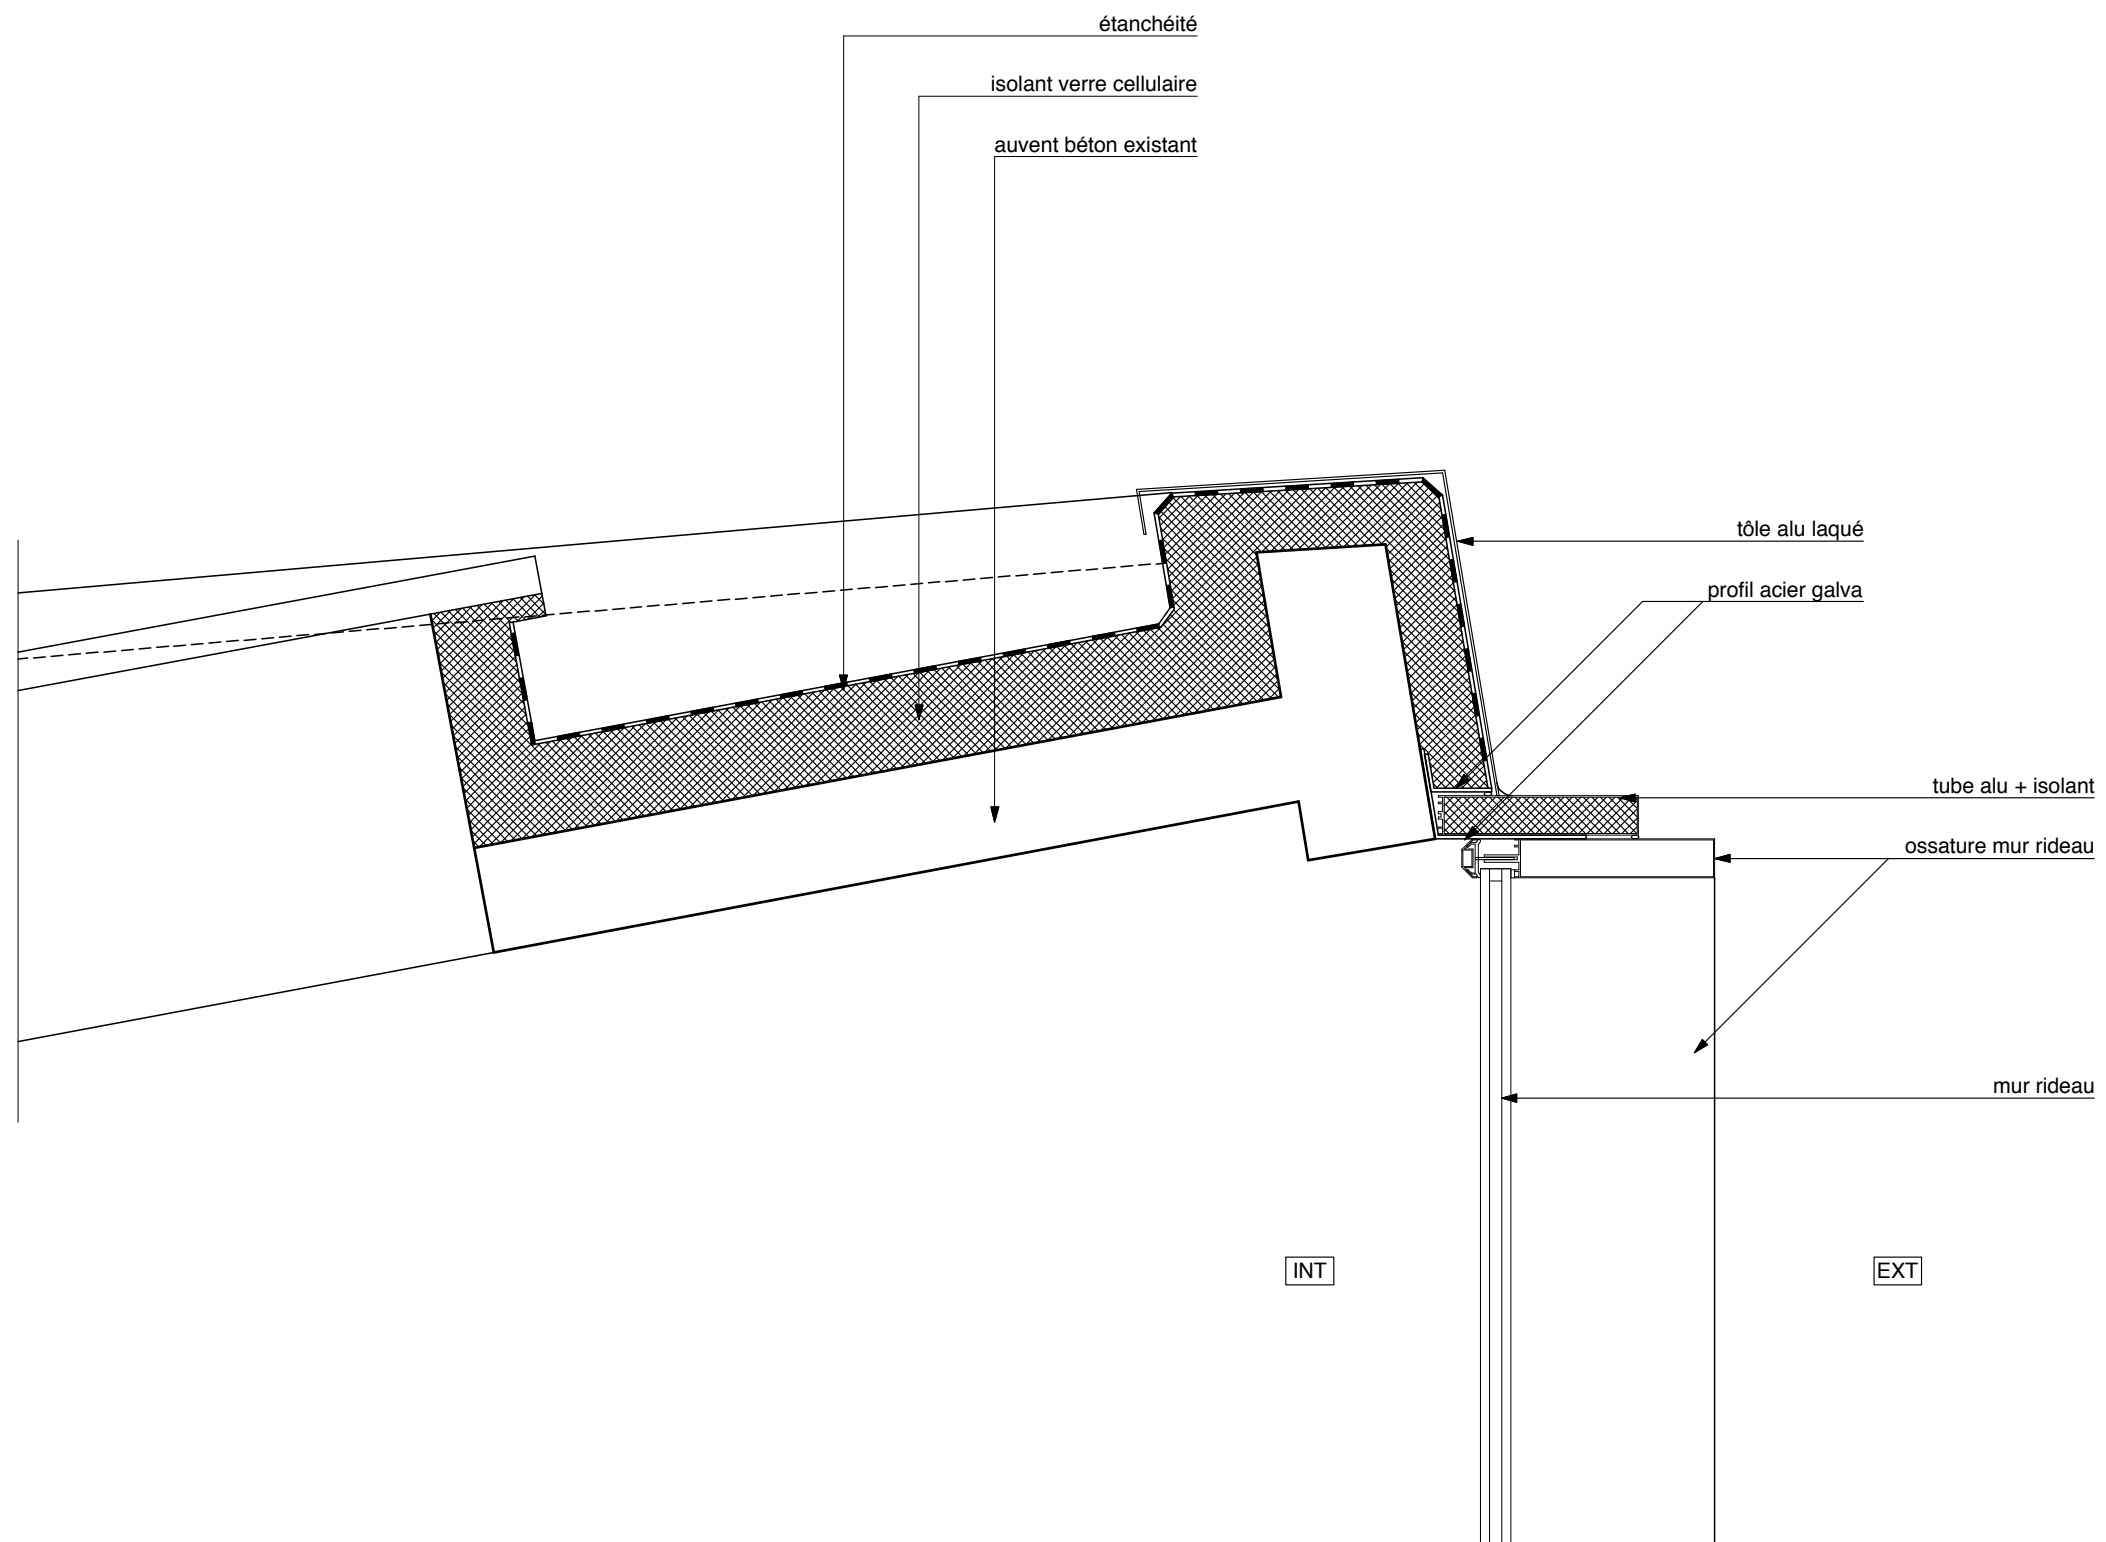 étanchéité
isolant verre cellulaire
auvent béton existant
tôle alu laqué
profil acier galva
tube alu + isolant
ossature mur rideau
mur rideau
INT
EXT